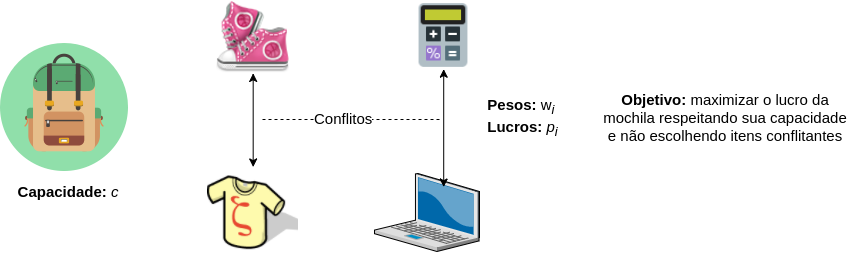 Capacidade: c
Conflitos
Pesos: wi
Lucros: pi
Objetivo: maximizar o lucro da
mochila respeitando sua capacidade
e não escolhendo itens conflitantes
+ −
% =
ξ